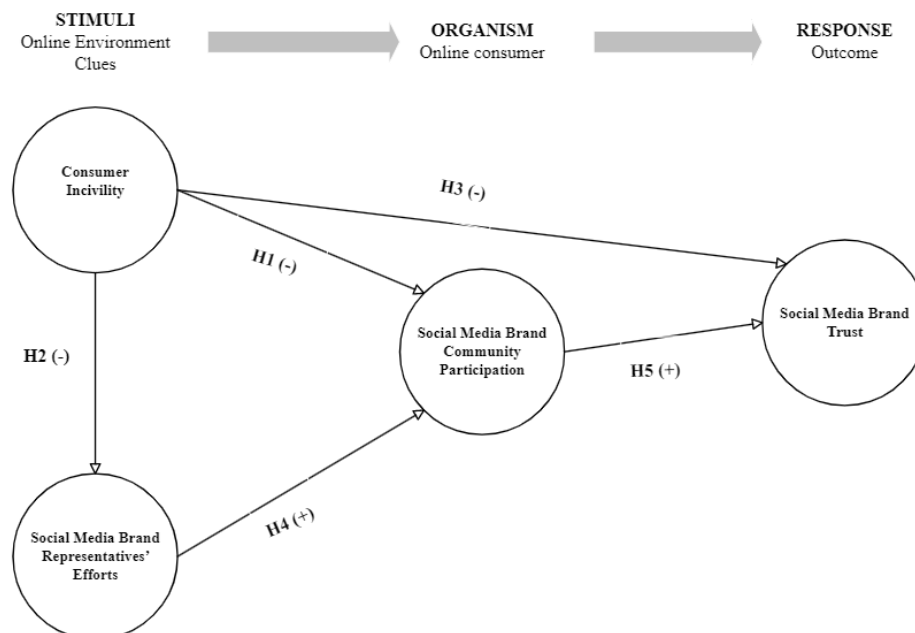 STIMULI
Online Environment
Clues
ORGANISM
Online consumer
RESPONSE
Outcome
Consumer
Incivility
H3 (-)
H1 (-)
Social Media Brand
Community
Participation
Social Media Brand
Trust
H2 (-)
H5 (+)
H4 (+)
Social Media Brand
Representatives’
Efforts